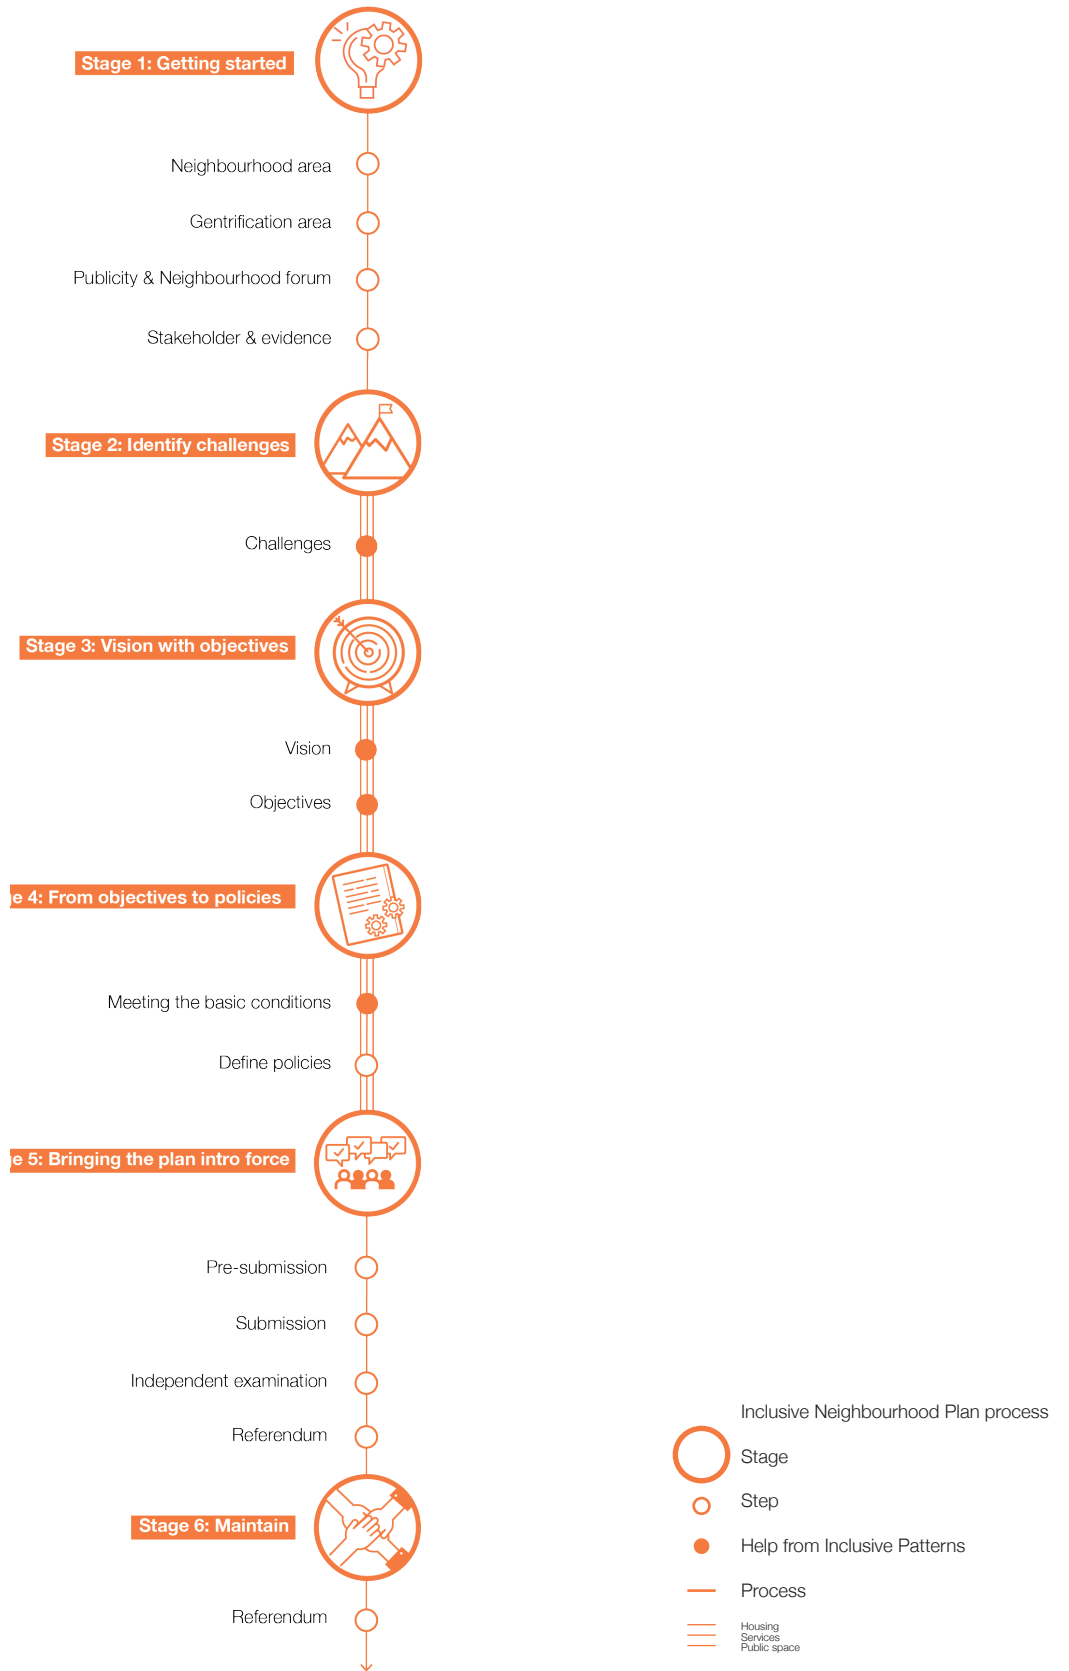 Stage 1: Getting started
Neighbourhood area
Gentrification area
Publicity & Neighbourhood forum
Stakeholder & evidence
Stage 2: Identify challenges
Challenges
Stage 3: Vision with objectives
Vision
Objectives
ge 4: From objectives to policies
Meeting the basic conditions
Define policies
ge 5: Bringing the plan intro force
Pre-submission
Submission
Independent examination
Referendum
Stage 6: Maintain
Referendum
Inclusive Neighbourhood Plan process
Stage
Step
Help from Inclusive Patterns
Process
Housing
Services
Public space